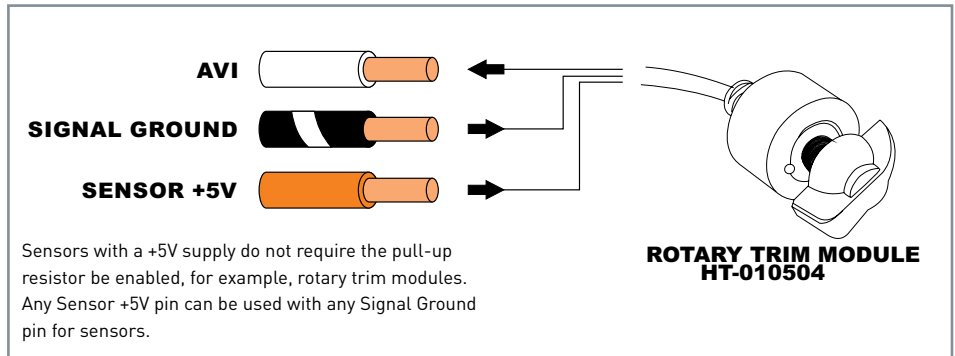 AVI
SIGNAL GROUND
SENSOR +5V
Sensors with a +5V supply do not require the pull-up
resistor be enabled, for example, rotary trim modules.
Any Sensor +5V pin can be used with any Signal Ground
pin for sensors.
ROTARY TRIM MODULE
HT-010504